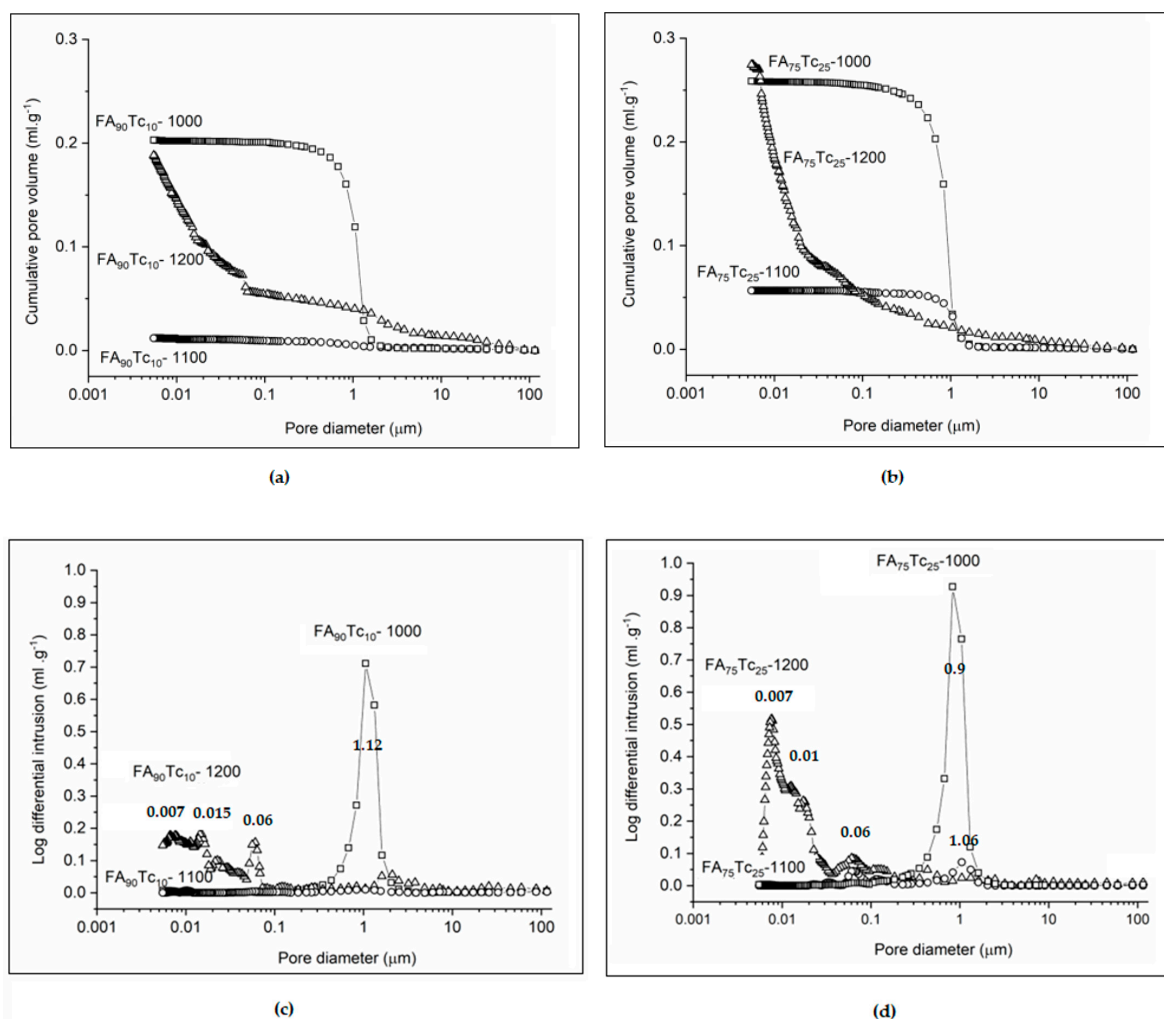 0.3
0.2
0.1
0.0
Cumulative pore volume (ml.g⁻¹)
FA₉₀Tc₁₀- 1000
FA₉₀Tc₁₀- 1200
FA₉₀Tc₁₀- 1100
0.001 0.01 0.1 1 10 100
Pore diameter (μm)
(a)
0.3
0.2
0.1
0.0
Cumulative pore volume (ml.g⁻¹)
FA₇₅Tc₂₅-1000
FA₇₅Tc₂₅-1200
FA₇₅Tc₂₅-1100
0.001 0.01 0.1 1 10 100
Pore diameter (μm)
(b)
1.0
0.9
0.8
0.7
0.6
0.5
0.4
0.3
0.2
0.1
0.0
Log differential intrusion (ml .g⁻¹)
FA₉₀Tc₁₀- 1000
1.12
FA₉₀Tc₁₀- 1200
0.007 0.015 0.06
FA₉₀Tc₁₀- 1100
0.001 0.01 0.1 1 10 100
Pore diameter (μm)
(c)
1.0
0.9
0.8
0.7
0.6
0.5
0.4
0.3
0.2
0.1
0.0
Log differential intrusion (ml .g⁻¹)
FA₇₅Tc₂₅-1000
0.9
FA₇₅Tc₂₅-1200
0.007
0.01
0.06
1.06
FA₇₅Tc₂₅-1100
0.001 0.01 0.1 1 10 100
Pore diameter (μm)
(d)